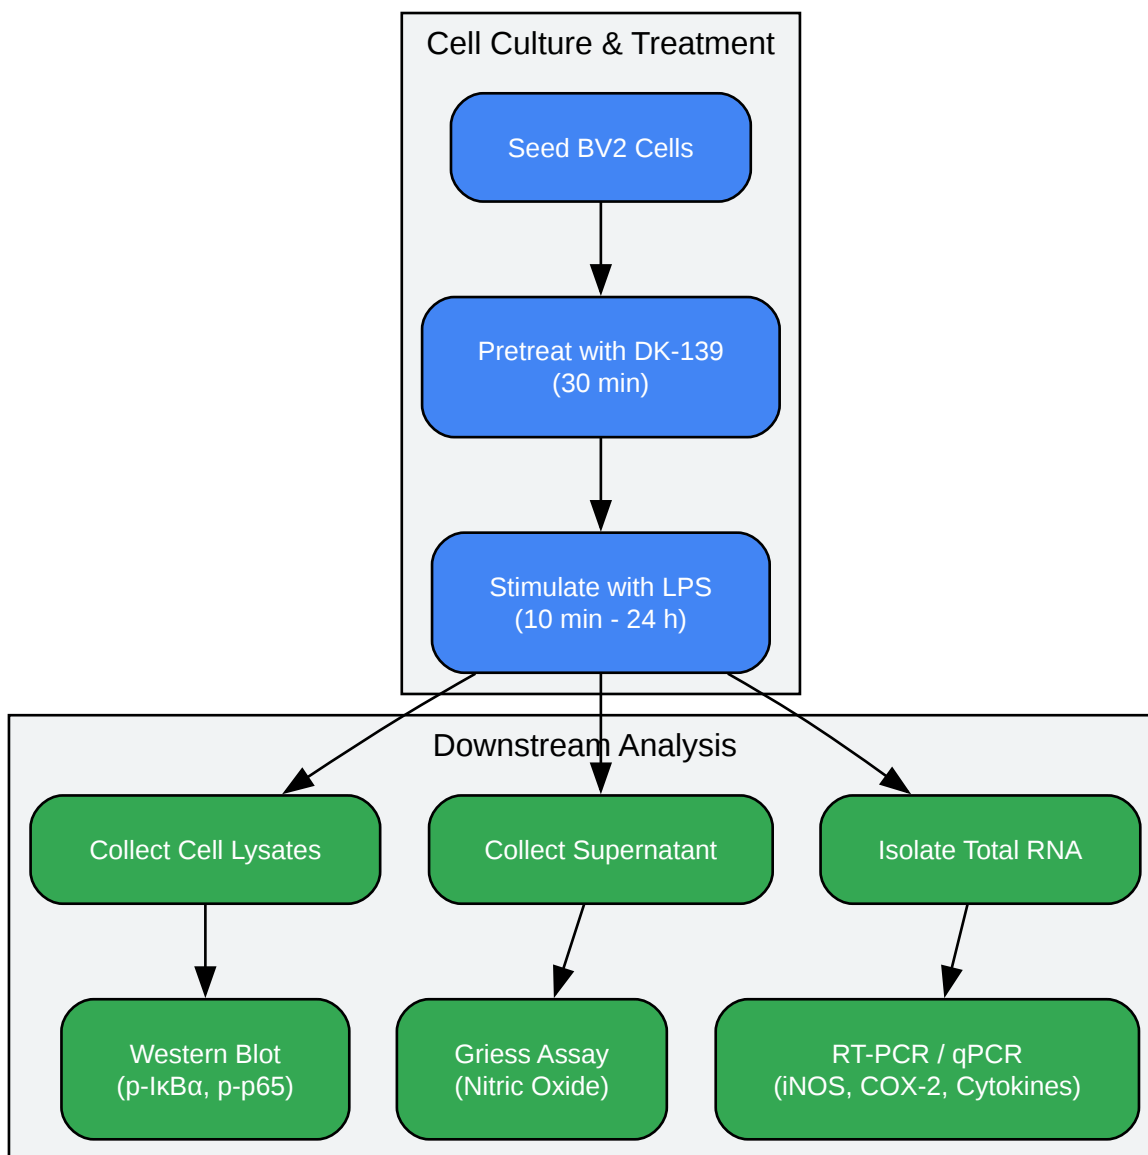 Cell Culture & Treatment
Seed BV2 Cells
Pretreat with DK-139
(30 min)
Stimulate with LPS
(10 min - 24 h)
Downstream Analysis
Collect Cell Lysates
Collect Supernatant
Isolate Total RNA
Western Blot
(p-IκBα, p-p65)
Griess Assay
(Nitric Oxide)
RT-PCR / qPCR
(iNOS, COX-2, Cytokines)